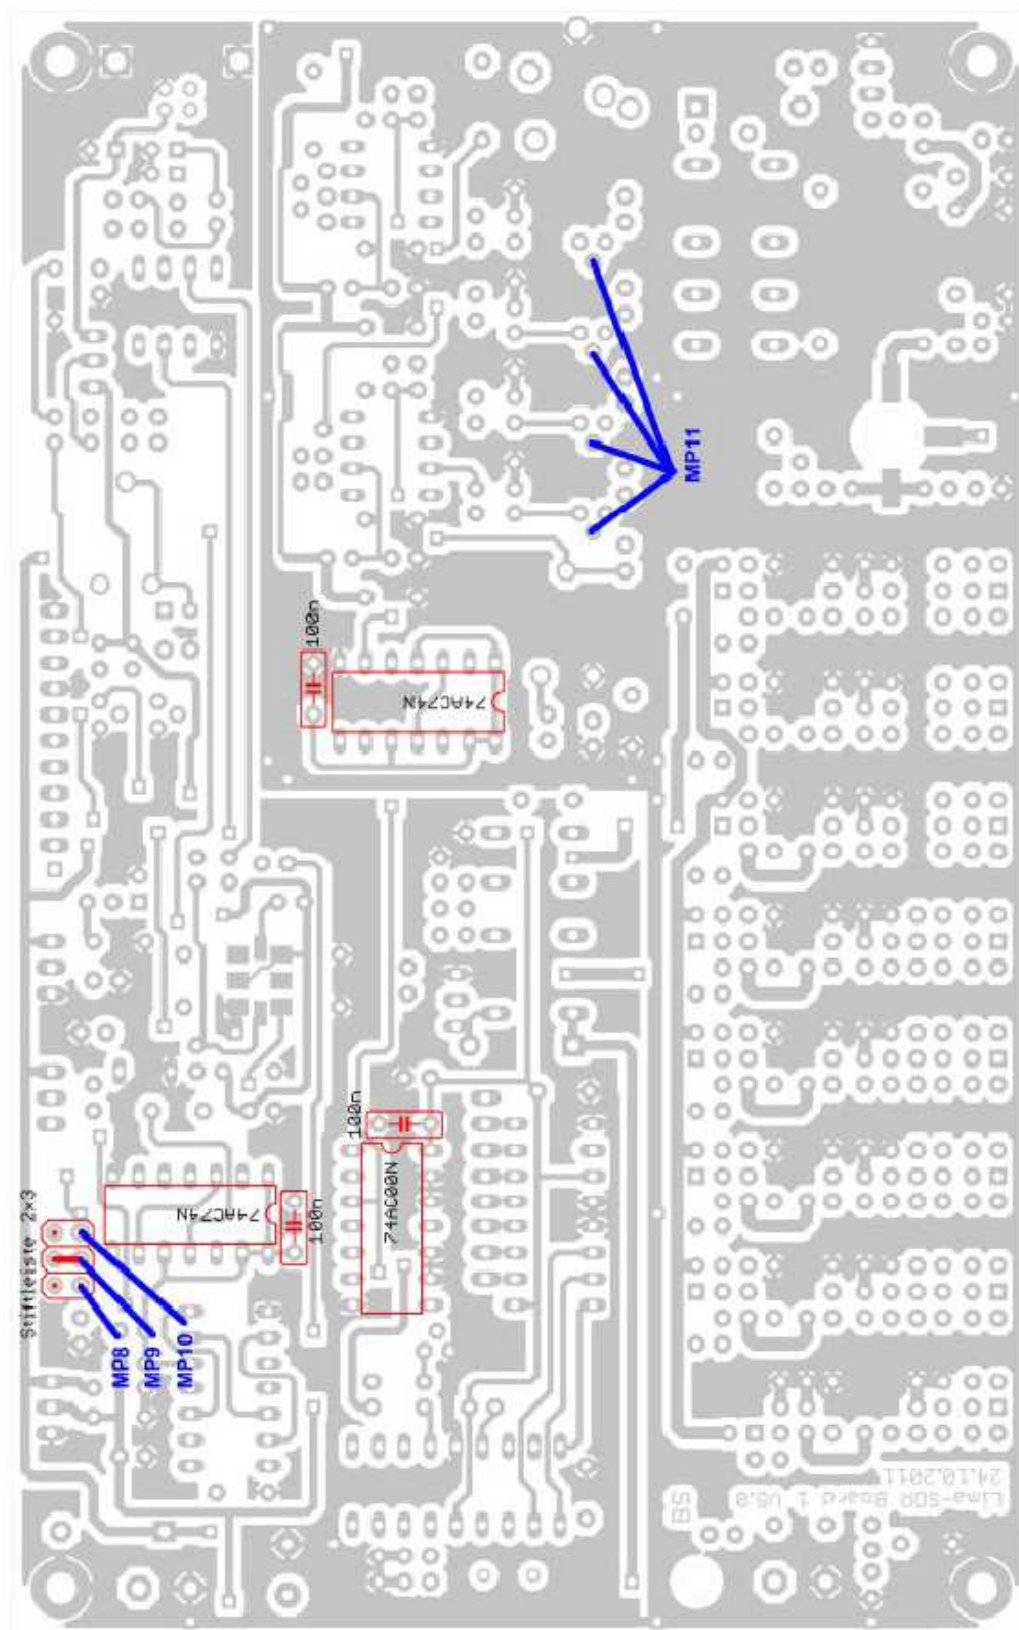 MP11
100n
74AC74N
100n
74AC00N
Stiftleiste 2x3
74AC74N
100n
MP8
MP9
MP10
24.10.2011
Lima-SDR Board 1 V5.0
BS